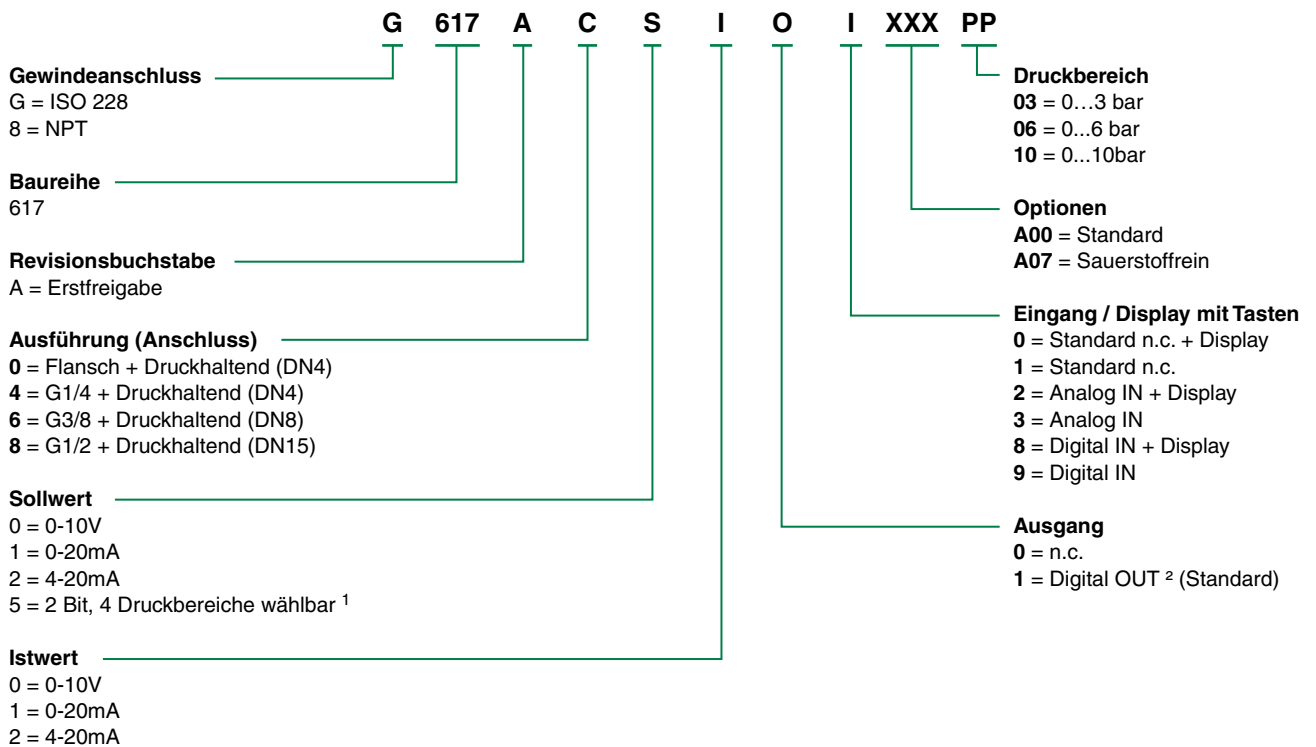 G 617 A C S I O I XXX PP
Gewindeanschluss
G = ISO 228
8 = NPT
Baureihe
617
Revisionsbuchstabe
A = Erstfreigabe
Ausführung (Anschluss)
0 = Flansch + Druckhaltend (DN4)
4 = G1/4 + Druckhaltend (DN4)
6 = G3/8 + Druckhaltend (DN8)
8 = G1/2 + Druckhaltend (DN15)
Sollwert
0 = 0-10V
1 = 0-20mA
2 = 4-20mA
5 = 2 Bit, 4 Druckbereiche wählbar ¹
Istwert
0 = 0-10V
1 = 0-20mA
2 = 4-20mA
Druckbereich
03 = 0…3 bar
06 = 0...6 bar
10 = 0...10bar
Optionen
A00 = Standard
A07 = Sauerstoffrein
Eingang / Display mit Tasten
0 = Standard n.c. + Display
1 = Standard n.c.
2 = Analog IN + Display
3 = Analog IN
8 = Digital IN + Display
9 = Digital IN
Ausgang
0 = n.c.
1 = Digital OUT ² (Standard)